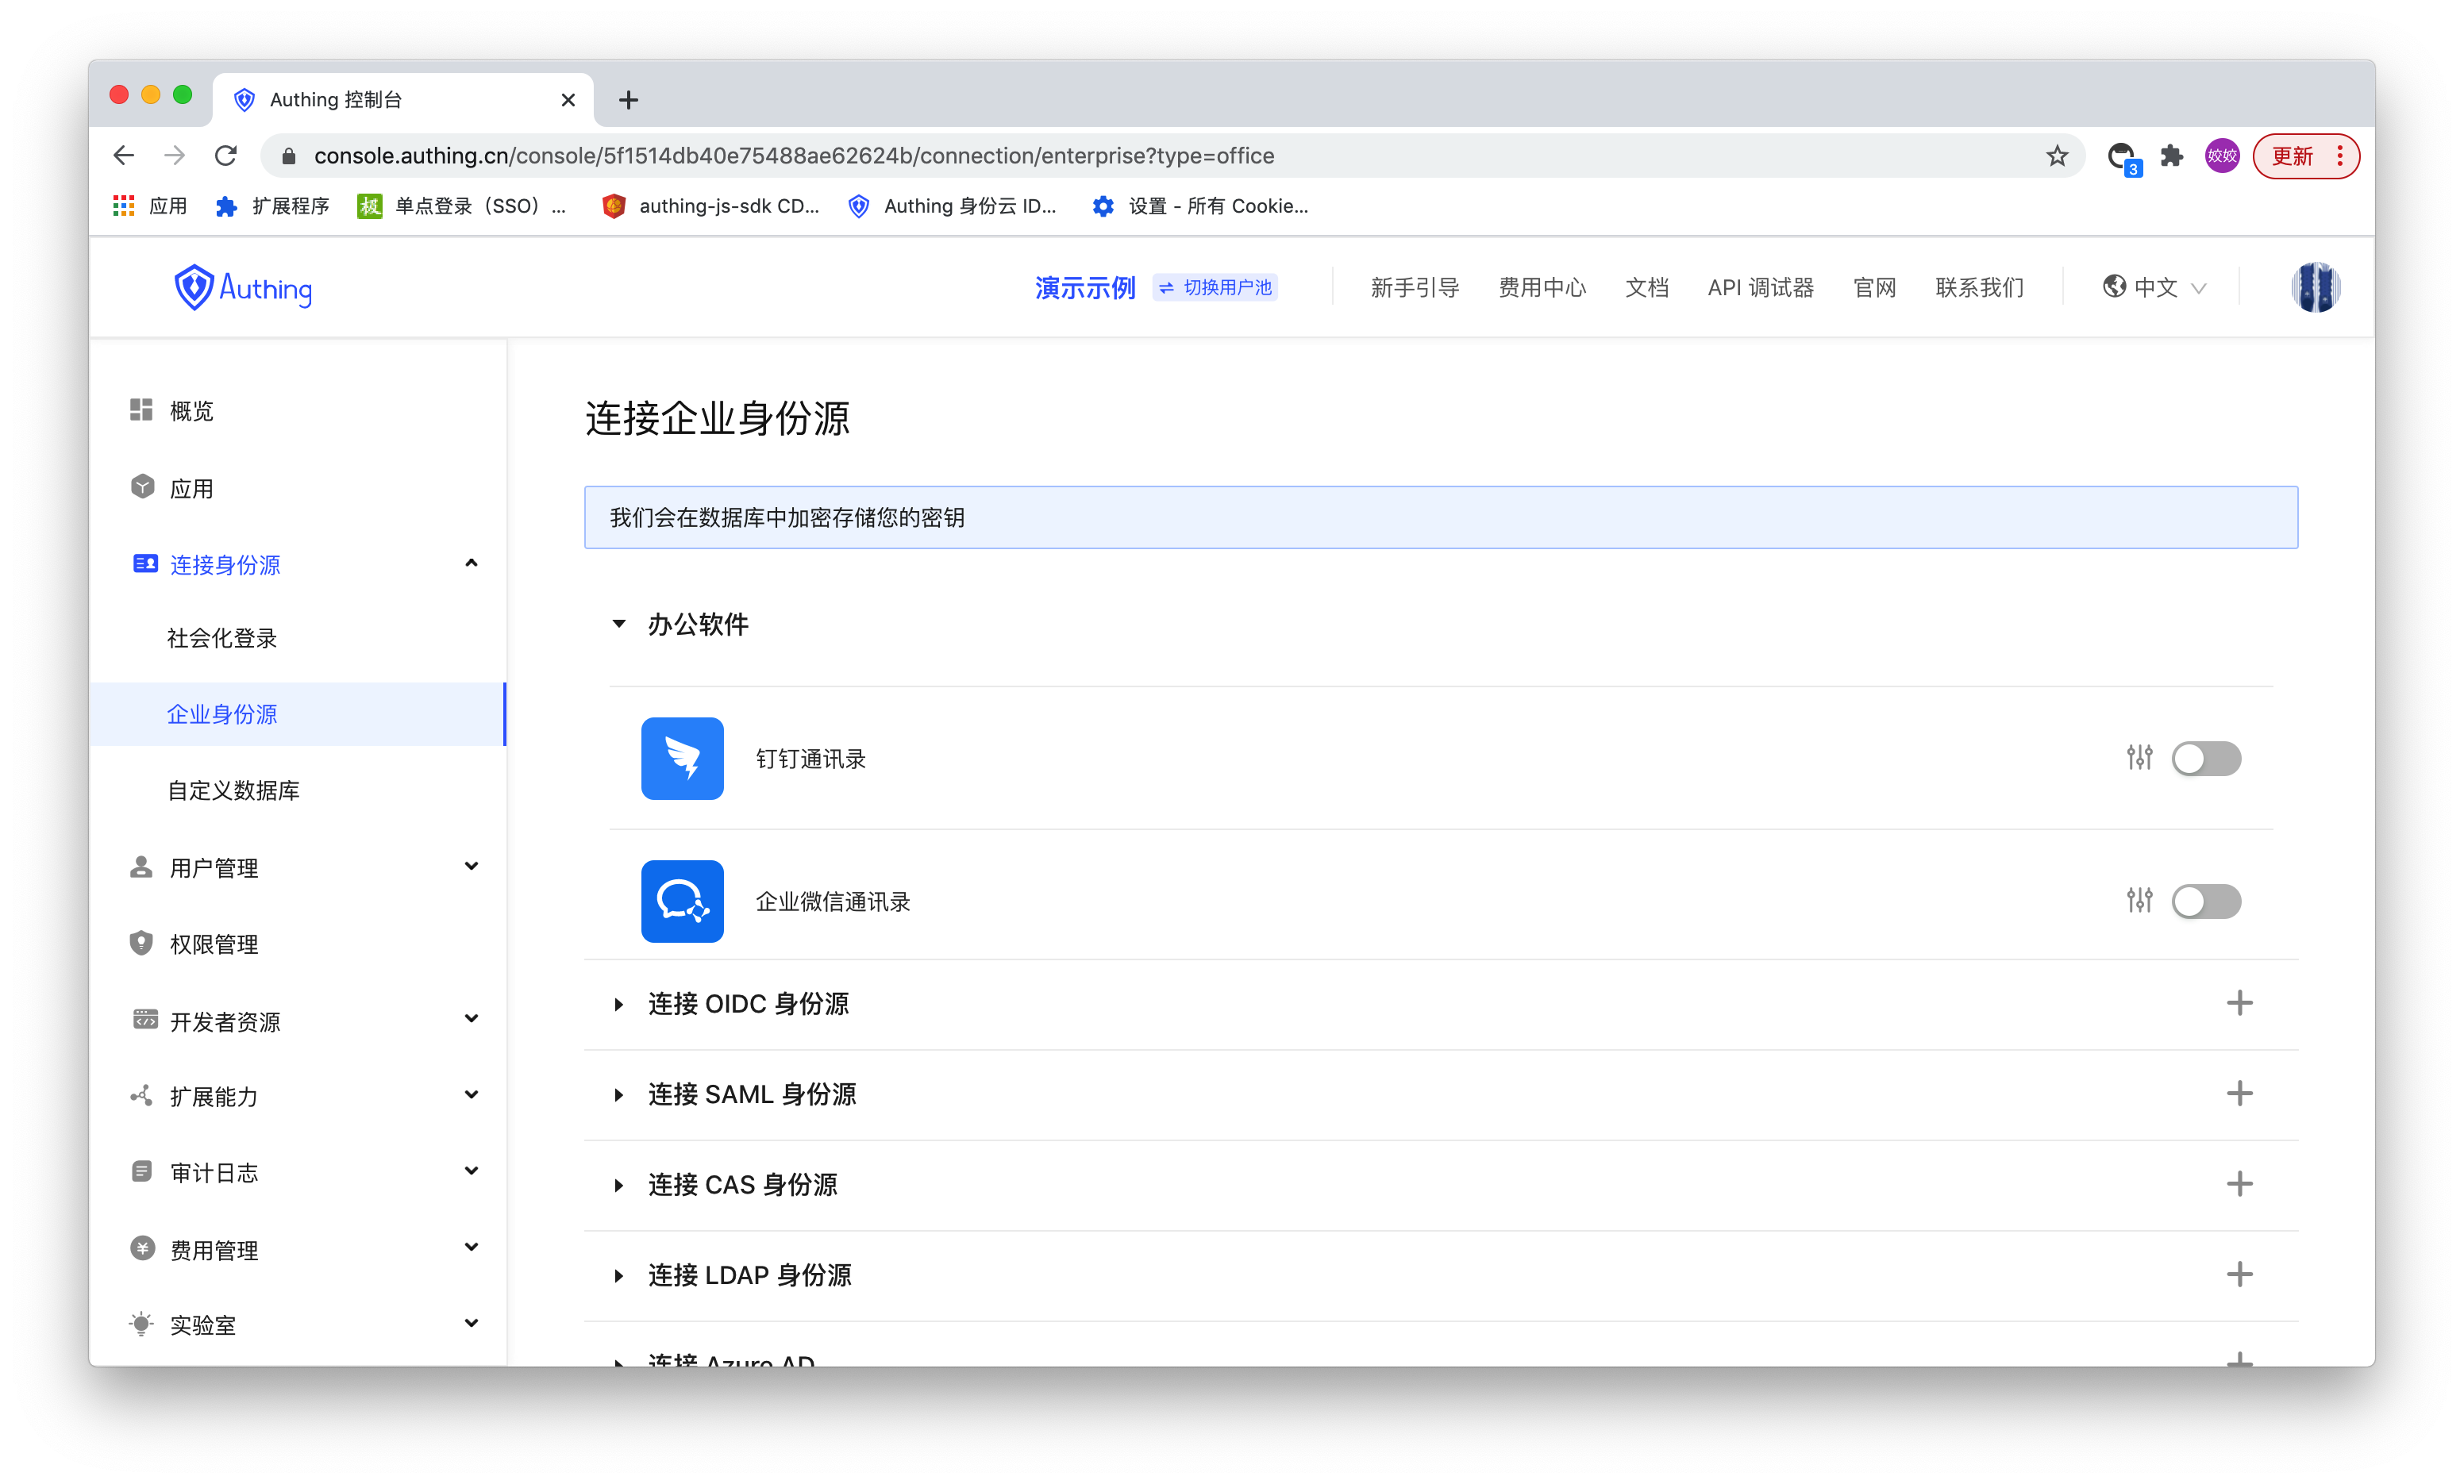 Authing 控制台
console.authing.cn/console/5f1514db40e75488ae62624b/connection/enterprise?type=office
3
姣姣
更新
应用
扩展程序
极
单点登录（SSO）...
authing-js-sdk CD...
Authing 身份云 ID...
设置 - 所有 Cookie...
Authing
演示示例
切换用户池
新手引导
费用中心
文档
API 调试器
官网
联系我们
中文
概览
应用
连接身份源
社会化登录
企业身份源
自定义数据库
用户管理
权限管理
开发者资源
扩展能力
审计日志
费用管理
实验室
连接企业身份源
我们会在数据库中加密存储您的密钥
办公软件
钉钉通讯录
企业微信通讯录
连接 OIDC 身份源
连接 SAML 身份源
连接 CAS 身份源
连接 LDAP 身份源
连接 Azure AD